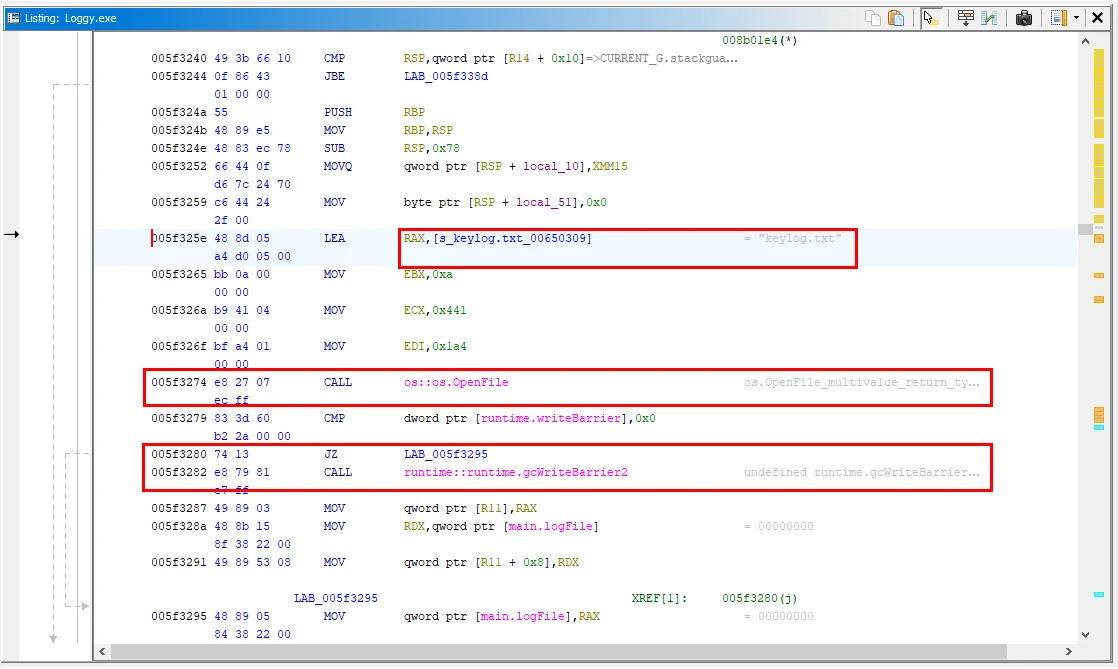 Listing: Loggy.exe
008b01e4(*)
005f3240 49 3b 66 10 CMP RSP,qword ptr [R14 + 0x10]=>CURRENT_G.stackgua...
005f3244 0f 86 43 JBE LAB_005f338d
01 00 00
005f324a 55 PUSH RBP
005f324b 48 89 e5 MOV RBP,RSP
005f324e 48 83 ec 78 SUB RSP,0x78
005f3252 66 44 0f MOVQ qword ptr [RSP + local_10],XMM15
d6 7c 24 70
005f3259 c6 44 24 MOV byte ptr [RSP + local_51],0x0
2f 00
005f325e 48 8d 05 LEA RAX,[s_keylog.txt_00650309] = "keylog.txt"
a4 d0 05 00
005f3265 bb 0a 00 MOV EBX,0xa
00 00
005f326a b9 41 04 MOV ECX,0x441
00 00
005f326f bf a4 01 MOV EDI,0x1a4
00 00
005f3274 e8 27 07 CALL os::os.OpenFile os.OpenFile_multivalue_return_ty...
ec ff
005f3279 83 3d 60 CMP dword ptr [runtime.writeBarrier],0x0
b2 2a 00 00
005f3280 74 13 JZ LAB_005f3295
005f3282 e8 79 81 CALL runtime::runtime.gcWriteBarrier2 undefined runtime.gcWriteBarrier...
e7 ff
005f3287 49 89 03 MOV qword ptr [R11],RAX
005f328a 48 8b 15 MOV RDX,qword ptr [main.logFile] = 00000000
8f 38 22 00
005f3291 49 89 53 08 MOV qword ptr [R11 + 0x8],RDX
LAB_005f3295 XREF[1]: 005f3280(j)
005f3295 48 89 05 MOV qword ptr [main.logFile],RAX = 00000000
84 38 22 00